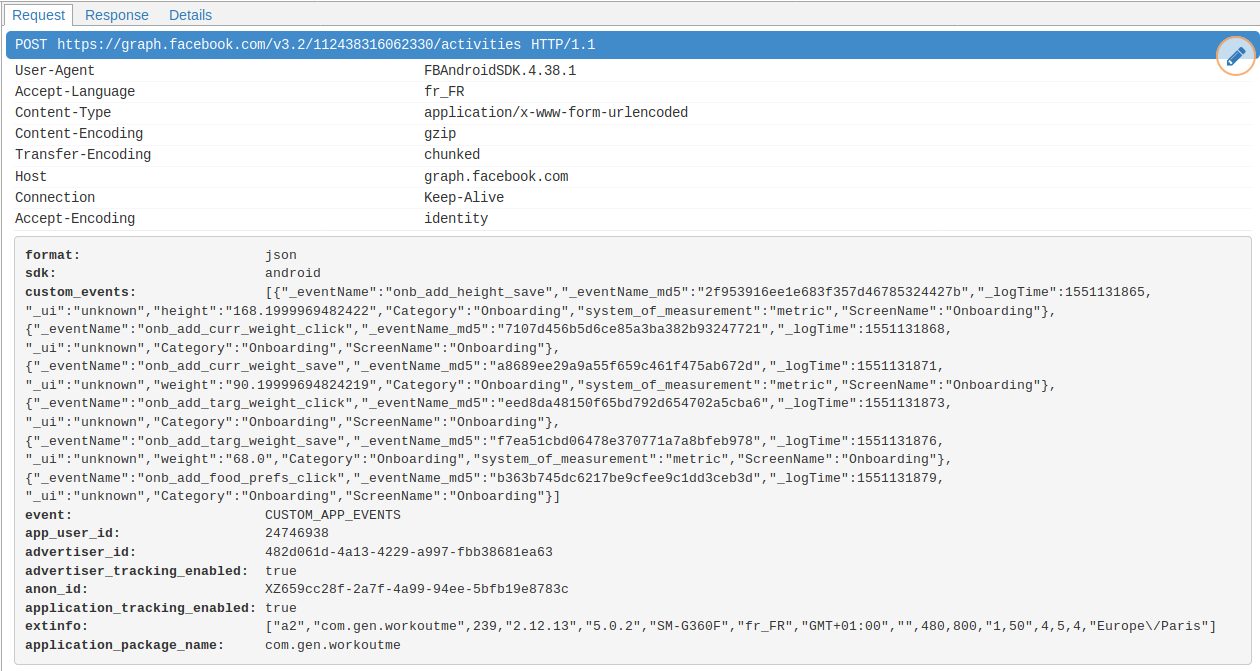 Request Response Details
POST https://graph.facebook.com/v3.2/112438316062330/activities HTTP/1.1
User-Agent FBAndroidSDK.4.38.1
Accept-Language fr_FR
Content-Type application/x-www-form-urlencoded
Content-Encoding gzip
Transfer-Encoding chunked
Host graph.facebook.com
Connection Keep-Alive
Accept-Encoding identity
format: json
sdk: android
custom_events: [{"_eventName":"onb_add_height_save","_eventName_md5":"2f953916ee1e683f357d46785324427b","_logTime":1551131865,
"_ui":"unknown","height":"168.1999969482422","Category":"Onboarding","system_of_measurement":"metric","ScreenName":"Onboarding"},
{"_eventName":"onb_add_curr_weight_click","_eventName_md5":"7107d456b5d6ce85a3ba382b93247721","_logTime":1551131868,
"_ui":"unknown","Category":"Onboarding","ScreenName":"Onboarding"},
{"_eventName":"onb_add_curr_weight_save","_eventName_md5":"a8689ee29a9a55f659c461f475ab672d","_logTime":1551131871,
"_ui":"unknown","weight":"90.19999694824219","Category":"Onboarding","system_of_measurement":"metric","ScreenName":"Onboarding"},
{"_eventName":"onb_add_targ_weight_click","_eventName_md5":"eed8da48150f65bd792d654702a5cba6","_logTime":1551131873,
"_ui":"unknown","Category":"Onboarding","ScreenName":"Onboarding"},
{"_eventName":"onb_add_targ_weight_save","_eventName_md5":"f7ea51cbd06478e370771a7a8bfeb978","_logTime":1551131876,
"_ui":"unknown","weight":"68.0","Category":"Onboarding","system_of_measurement":"metric","ScreenName":"Onboarding"},
{"_eventName":"onb_add_food_prefs_click","_eventName_md5":"b363b745dc6217be9cfee9c1dd3ceb3d","_logTime":1551131879,
"_ui":"unknown","Category":"Onboarding","ScreenName":"Onboarding"}]
event: CUSTOM_APP_EVENTS
app_user_id: 24746938
advertiser_id: 482d061d-4a13-4229-a997-fbb38681ea63
advertiser_tracking_enabled: true
anon_id: XZ659cc28f-2a7f-4a99-94ee-5bfb19e8783c
application_tracking_enabled: true
extinfo: ["a2","com.gen.workoutme",239,"2.12.13","5.0.2","SM-G360F","fr_FR","GMT+01:00","",480,800,"1,50",4,5,4,"Europe\/Paris"]
application_package_name: com.gen.workoutme